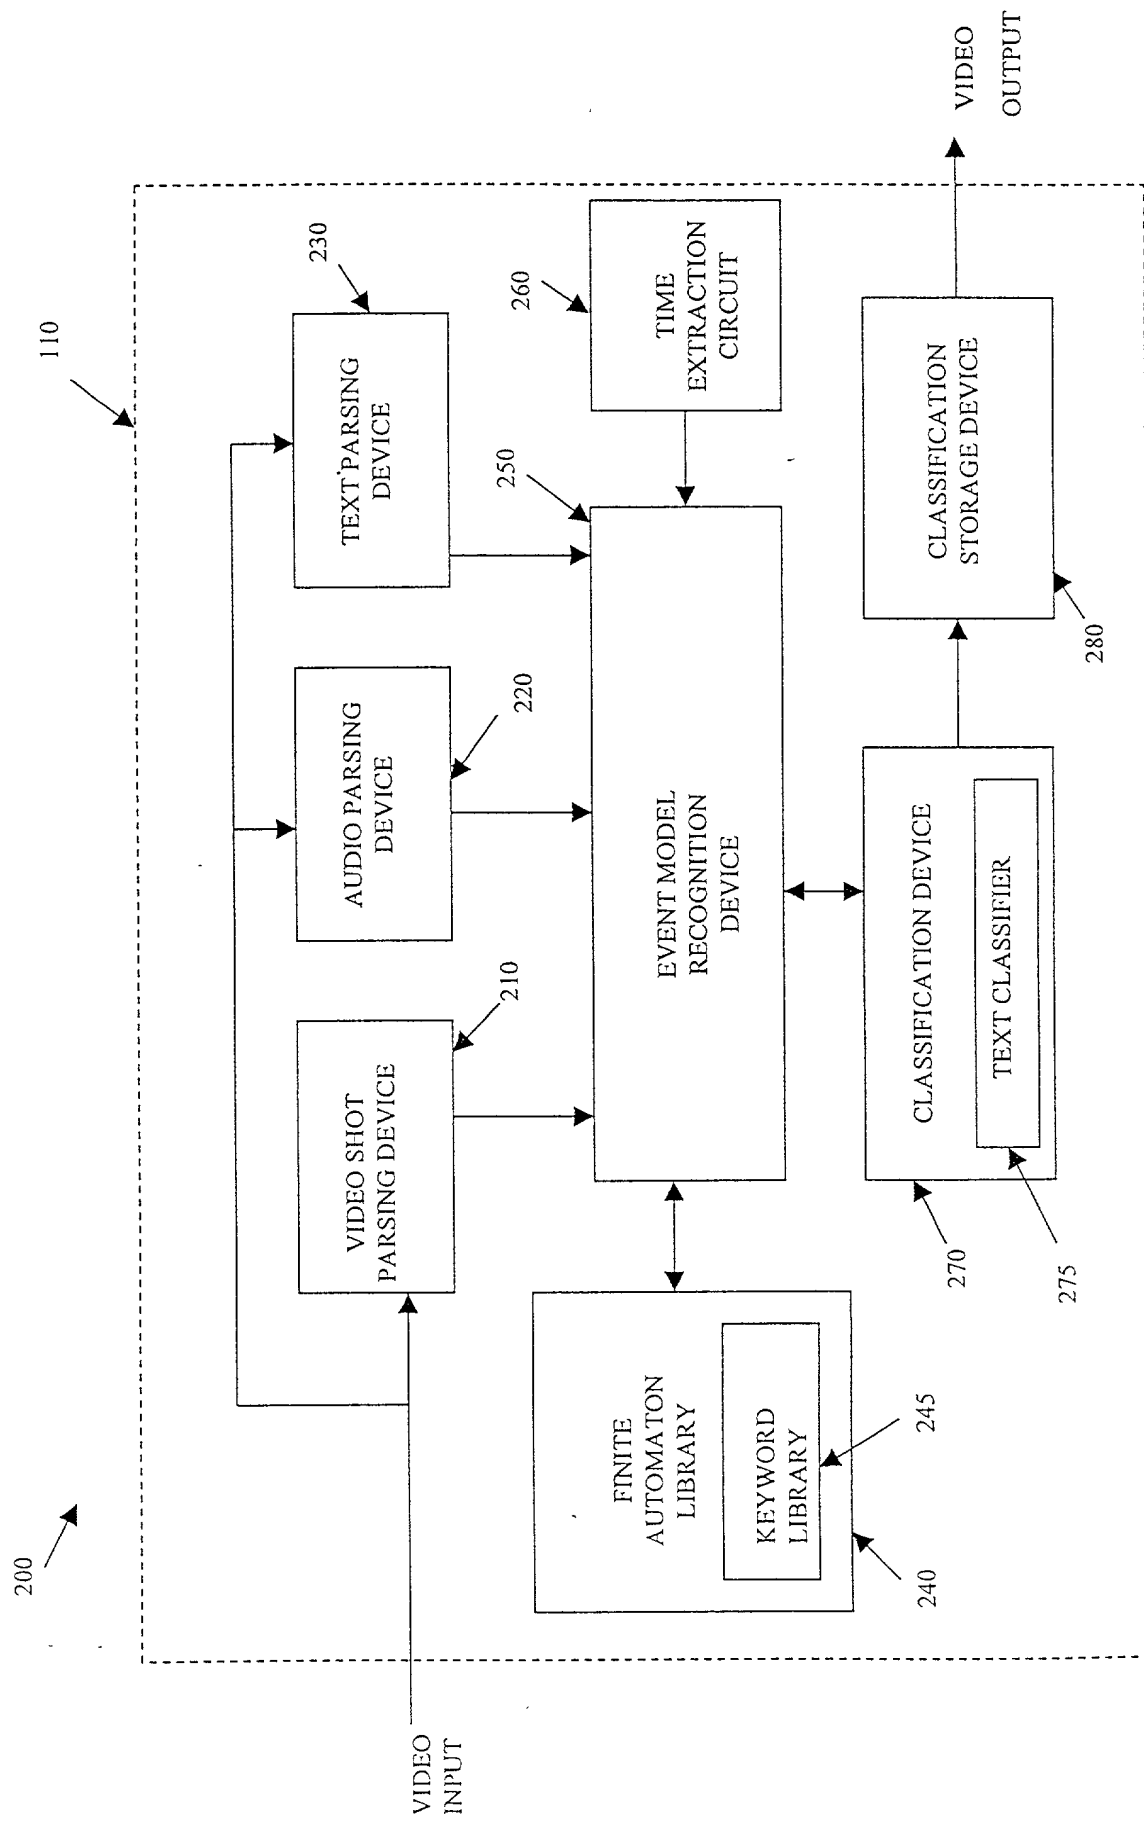 200
110
VIDEO
INPUT
VIDEO SHOT
PARSING DEVICE
210
AUDIO PARSING
DEVICE
220
TEXT PARSING
DEVICE
230
FINITE
AUTOMATON
LIBRARY
KEYWORD
LIBRARY
245
240
EVENT MODEL
RECOGNITION
DEVICE
250
TIME
EXTRACTION
CIRCUIT
260
CLASSIFICATION DEVICE
TEXT CLASSIFIER
270
275
CLASSIFICATION
STORAGE DEVICE
280
VIDEO
OUTPUT